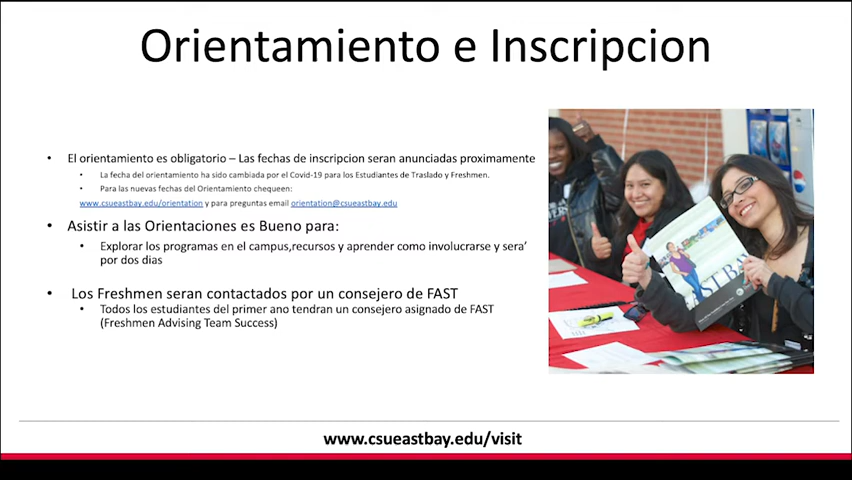 Orientamiento e Inscripcion
• El orientamiento es obligatorio – Las fechas de inscripcion seran anunciadas proximamente
• La fecha del orientamiento ha sido cambiada por el Covid-19 para los Estudiantes de Traslado y Freshmen.
• Para las nuevas fechas del Orientamiento chequeen:
www.csueastbay.edu/orientation y para preguntas email orientation@csueastbay.edu
• Asistir a las Orientaciones es Bueno para:
• Explorar los programas en el campus,recursos y aprender como involucrarse y sera’
por dos dias
• Los Freshmen seran contactados por un consejero de FAST
• Todos los estudiantes del primer ano tendran un consejero asignado de FAST
(Freshmen Advising Team Success)
EAST BAY
www.csueastbay.edu/visit